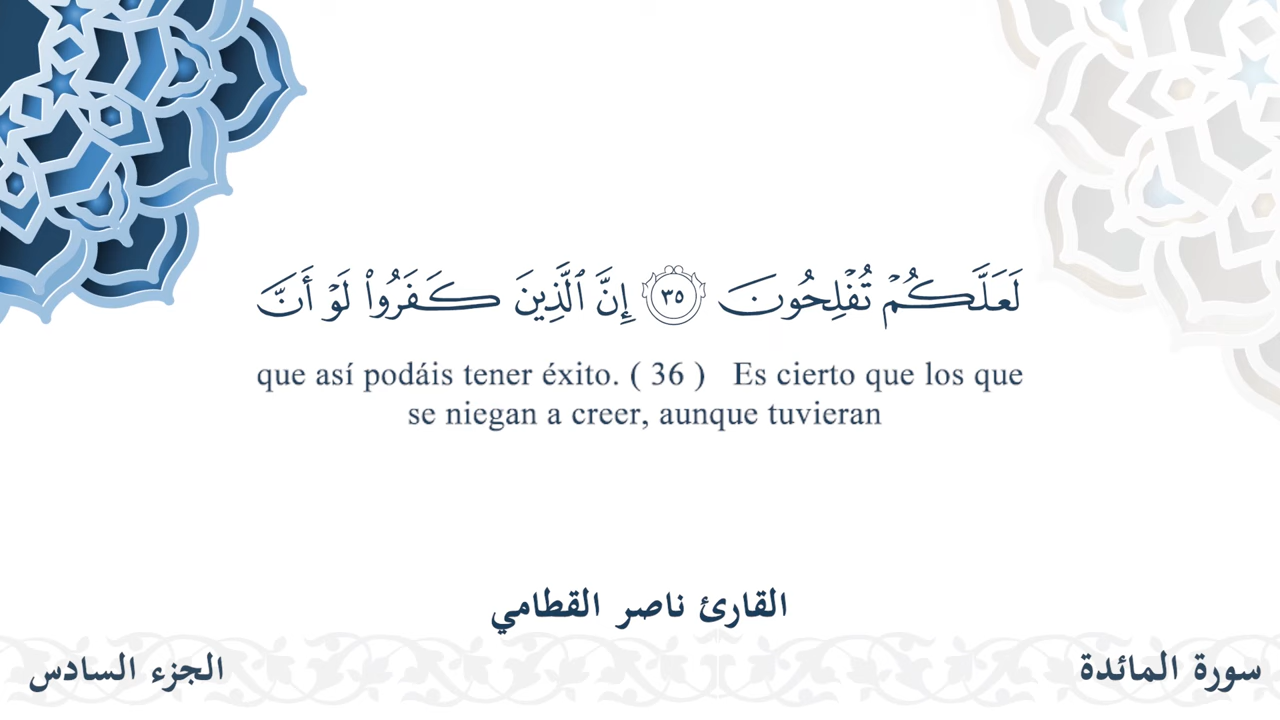 لَعَلَّكُمْ تُفْلِحُونَ ٣٥ إِنَّ ٱلَّذِينَ كَفَرُوا۟ لَوْ أَنَّ
que así podáis tener éxito. ( 36 ) Es cierto que los que
se niegan a creer, aunque tuvieran
القارئ ناصر القطامي
سورة المائدة
الجزء السادس